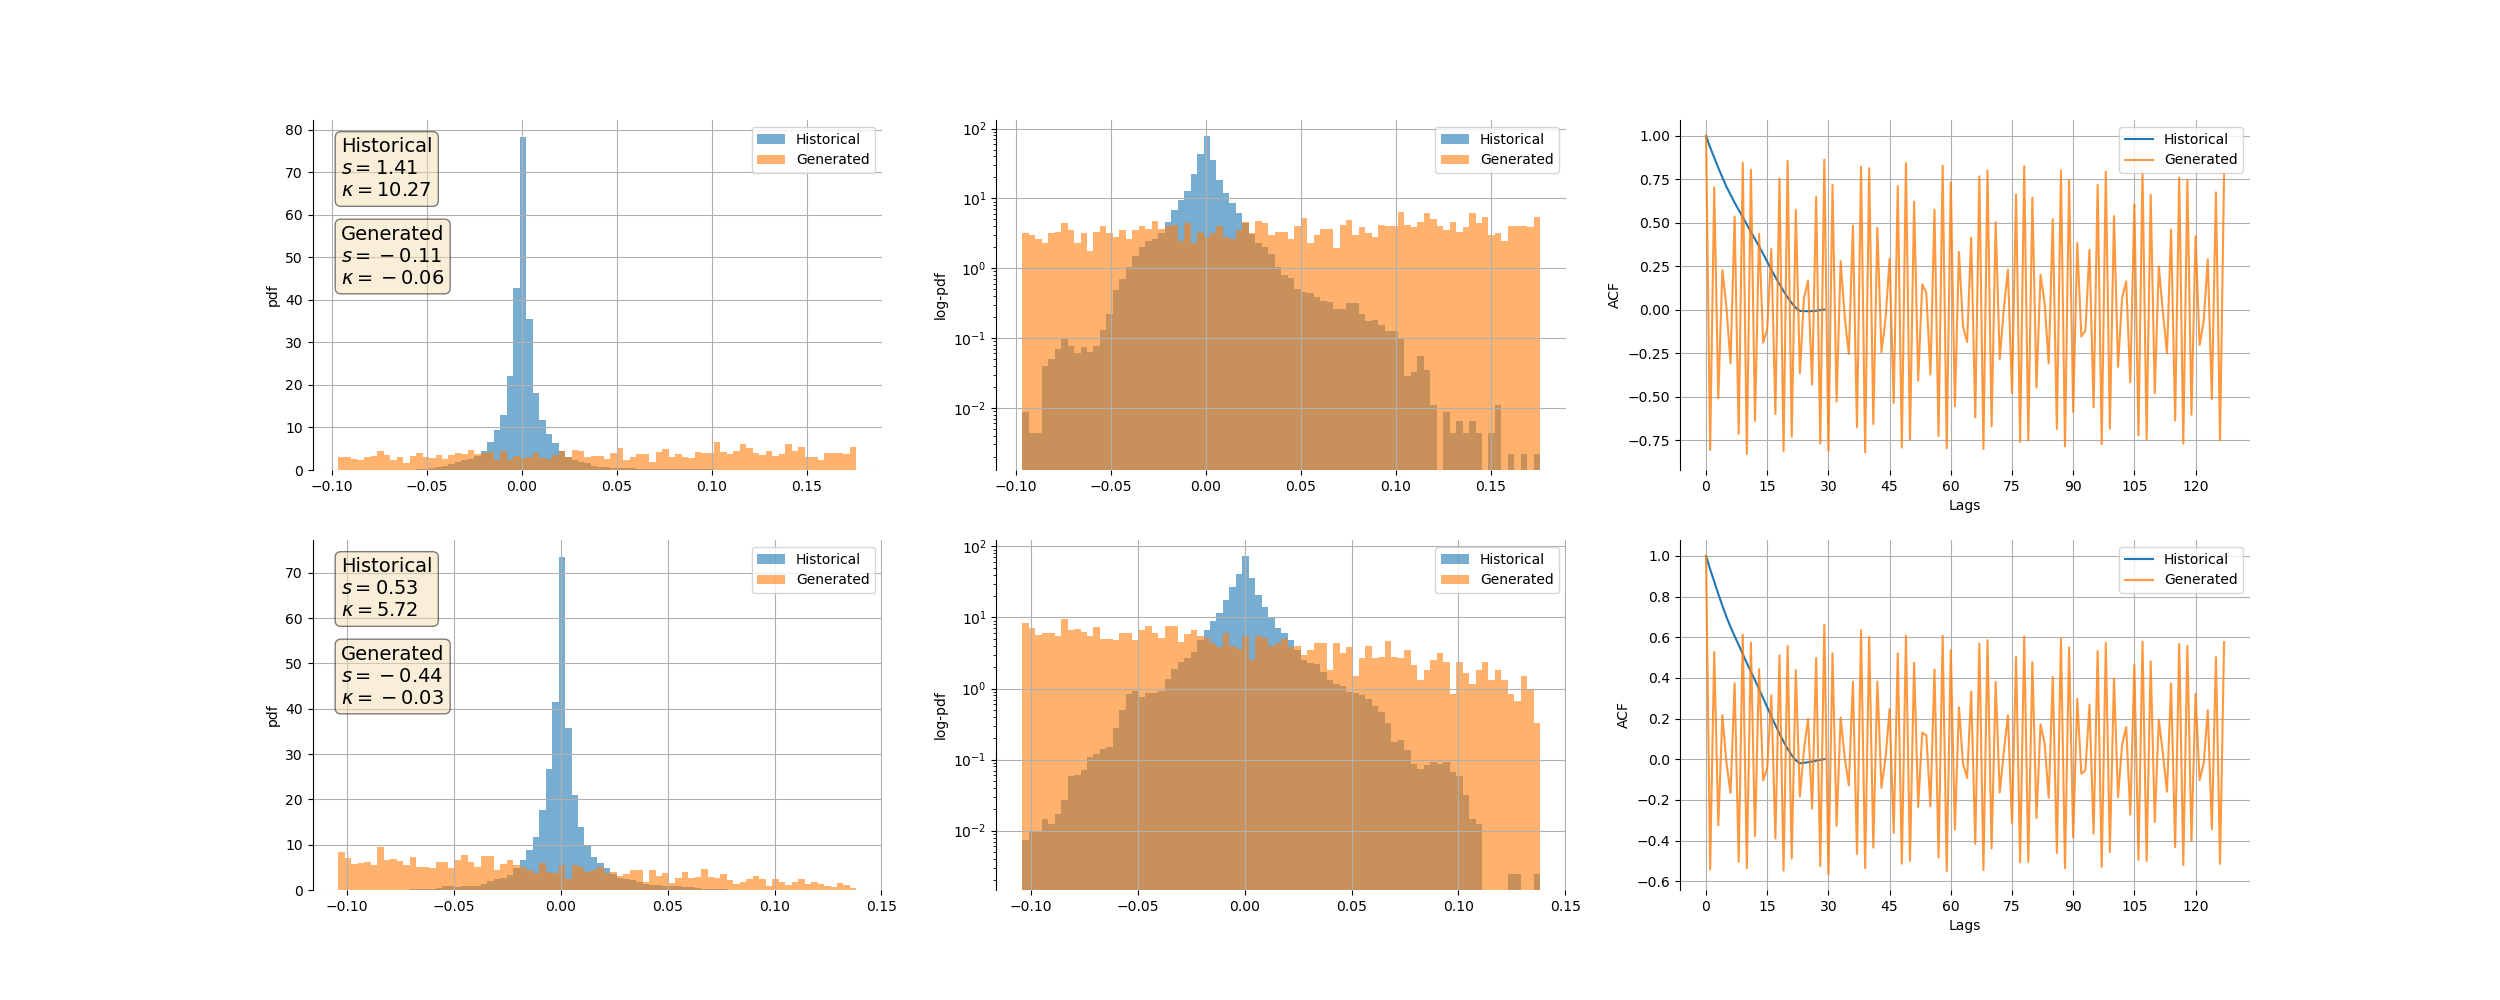 80
70
60
50
40
30
20
10
0
pdf
Historical
s = 1.41
κ = 10.27
Generated
s = −0.11
κ = −0.06
Historical
Generated
−0.10
−0.05
0.00
0.05
0.10
0.15
10²
10¹
10⁰
10⁻¹
10⁻²
log-pdf
Historical
Generated
−0.10
−0.05
0.00
0.05
0.10
0.15
1.00
0.75
0.50
0.25
0.00
−0.25
−0.50
−0.75
ACF
Historical
Generated
0
15
30
45
60
75
90
105
120
Lags
70
60
50
40
30
20
10
0
pdf
Historical
s = 0.53
κ = 5.72
Generated
s = −0.44
κ = −0.03
Historical
Generated
−0.10
−0.05
0.00
0.05
0.10
0.15
10²
10¹
10⁰
10⁻¹
10⁻²
log-pdf
Historical
Generated
−0.10
−0.05
0.00
0.05
0.10
0.15
1.0
0.8
0.6
0.4
0.2
0.0
−0.2
−0.4
−0.6
ACF
Historical
Generated
0
15
30
45
60
75
90
105
120
Lags